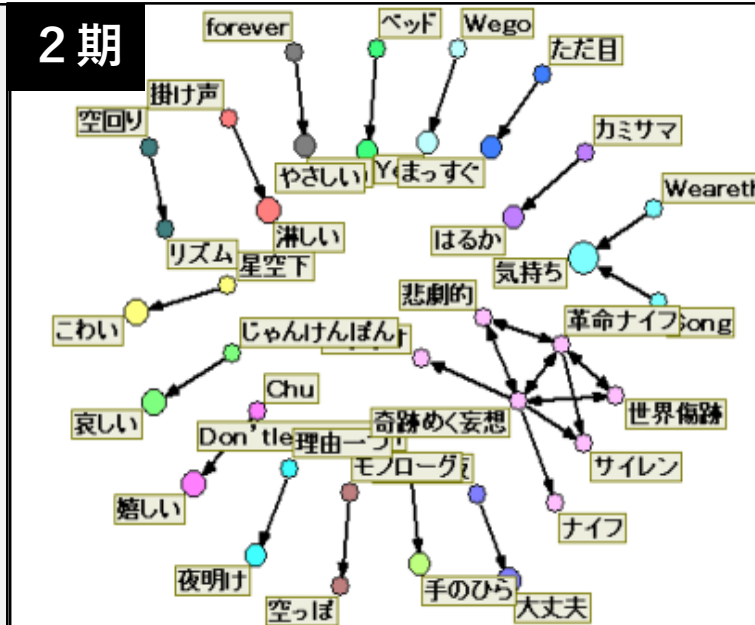 2期
forever
ベッド
Wego
ただ目
掛け声
空回り
カミサマ
やさしい
まっすぐ
Weareth
淋しい
はるか
リズム
星空下
気持ち
悲劇的
革命ナイフ
こわい
じゃんけんぽん
世界傷跡
哀しい
Chu
奇跡めく妄想
Don'tle
理由一つ
サイレン
モノローグ
嬉しい
ナイフ
夜明け
手のひら
大丈夫
空っぽ